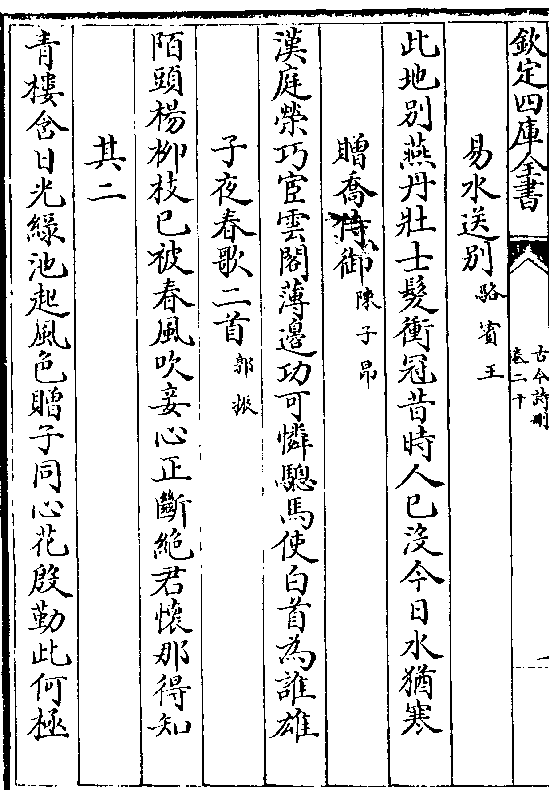 欽定四庫全書
古今詩刪
卷二十
易水送別駱賓王
此地別燕丹壯士髮衝冠昔時人已沒今日水猶寒
贈喬侍御陳子昂
漢庭榮巧宦雲閣薄邊功可憐驄馬使白首為誰雄
子夜春歌二首郭振
陌頭楊柳枝已被春風吹妾心正斷絕君懷那得知
其二
青樓含日光綠池起風色贈子同心花殷勤此何極